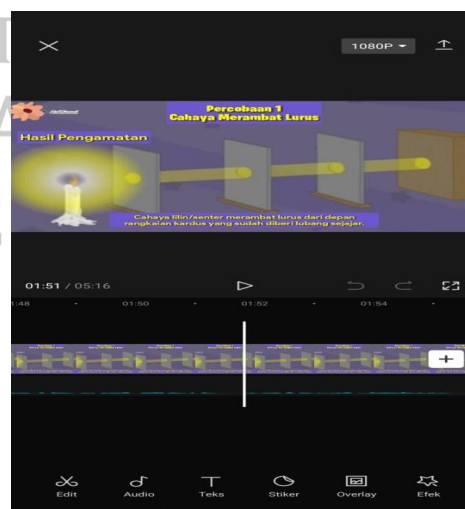 1080P
Percobaan 1
Cahaya Merambat Lurus
Hasil Pengamatan
Cahaya lilin/senter merambat lurus dari depan
rangkaian kardus yang sudah diberi lubang sejajar.
01:51 / 05:16
1:48 01:50 01:52 01:54
Edit Audio Teks Stiker Overlay Efek